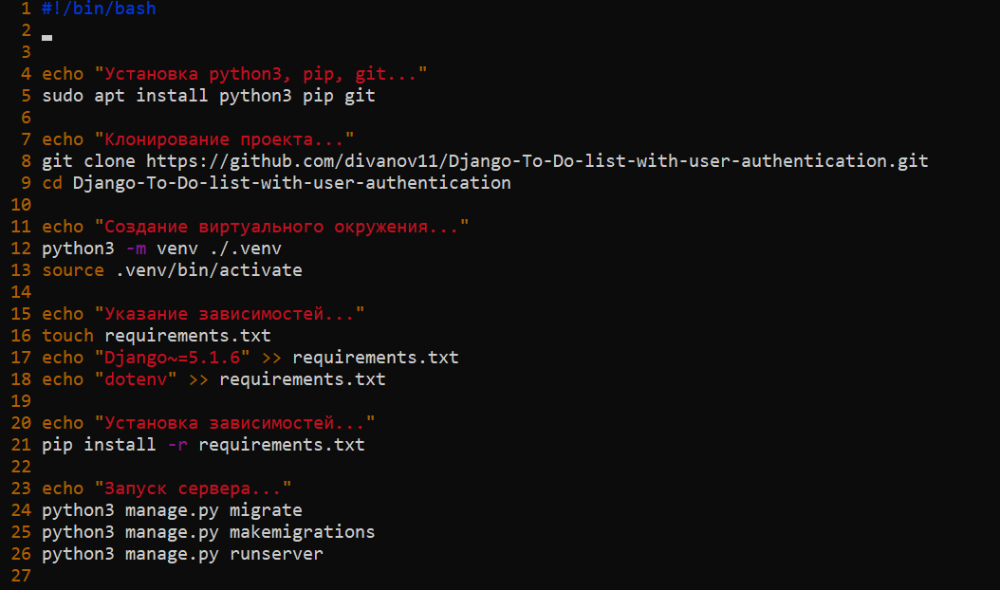 1 #!/bin/bash
2
3
4 echo "Установка python3, pip, git..."
5 sudo apt install python3 pip git
6
7 echo "Клонирование проекта..."
8 git clone https://github.com/divanov11/Django-To-Do-list-with-user-authentication.git
9 cd Django-To-Do-list-with-user-authentication
10
11 echo "Создание виртуального окружения..."
12 python3 -m venv ./.venv
13 source .venv/bin/activate
14
15 echo "Указание зависимостей..."
16 touch requirements.txt
17 echo "Django~=5.1.6" >> requirements.txt
18 echo "dotenv" >> requirements.txt
19
20 echo "Установка зависимостей..."
21 pip install -r requirements.txt
22
23 echo "Запуск сервера..."
24 python3 manage.py migrate
25 python3 manage.py makemigrations
26 python3 manage.py runserver
27